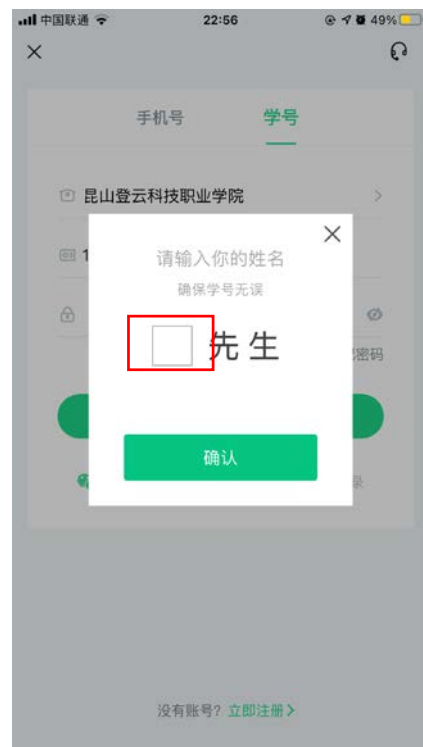 中国联通 22:56 49%
手机号 学号
昆山登云科技职业学院
1
请输入你的姓名
确保学号无误
先生
密码
确认
录
没有账号? 立即注册